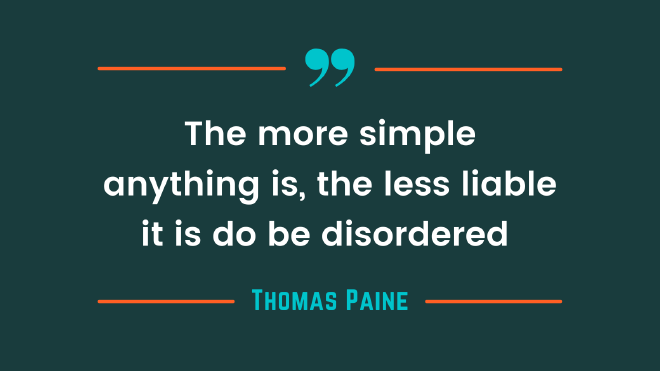 ”
The more simple
anything is, the less liable
it is do be disordered
Thomas Paine